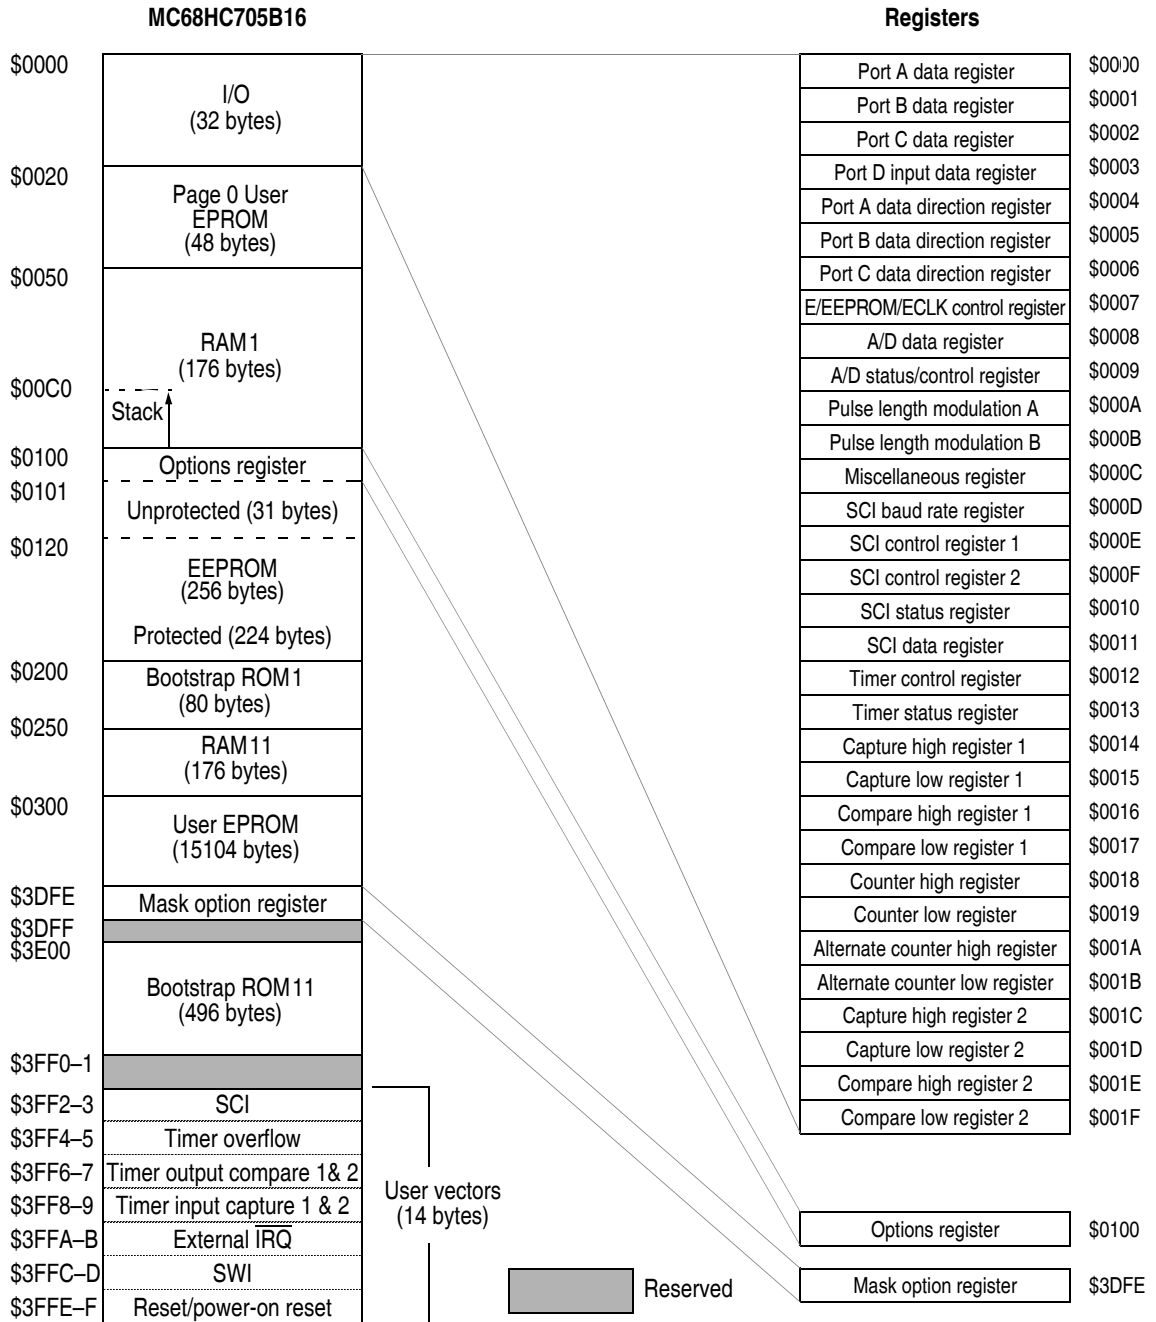 MC68HC705B16
$0000
I/O
(32 bytes)
$0020
Page 0 User
EPROM
(48 bytes)
$0050
RAM1
(176 bytes)
$00C0
Stack
$0100
Options register
$0101
Unprotected (31 bytes)
$0120
EEPROM
(256 bytes)
Protected (224 bytes)
$0200
Bootstrap ROM1
(80 bytes)
$0250
RAM11
(176 bytes)
$0300
User EPROM
(15104 bytes)
$3DFE
Mask option register
$3DFF
$3E00
Bootstrap ROM11
(496 bytes)
$3FF0–1
$3FF2–3 SCI
$3FF4–5 Timer overflow
$3FF6–7 Timer output compare 1& 2
$3FF8–9 Timer input capture 1 & 2
$3FFA–B External IRQ
$3FFC–D SWI
$3FFE–F Reset/power-on reset
User vectors
(14 bytes)
Reserved
Registers
Port A data register $0000
Port B data register $0001
Port C data register $0002
Port D input data register $0003
Port A data direction register $0004
Port B data direction register $0005
Port C data direction register $0006
E/EEPROM/ECLK control register $0007
A/D data register $0008
A/D status/control register $0009
Pulse length modulation A $000A
Pulse length modulation B $000B
Miscellaneous register $000C
SCI baud rate register $000D
SCI control register 1 $000E
SCI control register 2 $000F
SCI status register $0010
SCI data register $0011
Timer control register $0012
Timer status register $0013
Capture high register 1 $0014
Capture low register 1 $0015
Compare high register 1 $0016
Compare low register 1 $0017
Counter high register $0018
Counter low register $0019
Alternate counter high register $001A
Alternate counter low register $001B
Capture high register 2 $001C
Capture low register 2 $001D
Compare high register 2 $001E
Compare low register 2 $001F
Options register $0100
Mask option register $3DFE